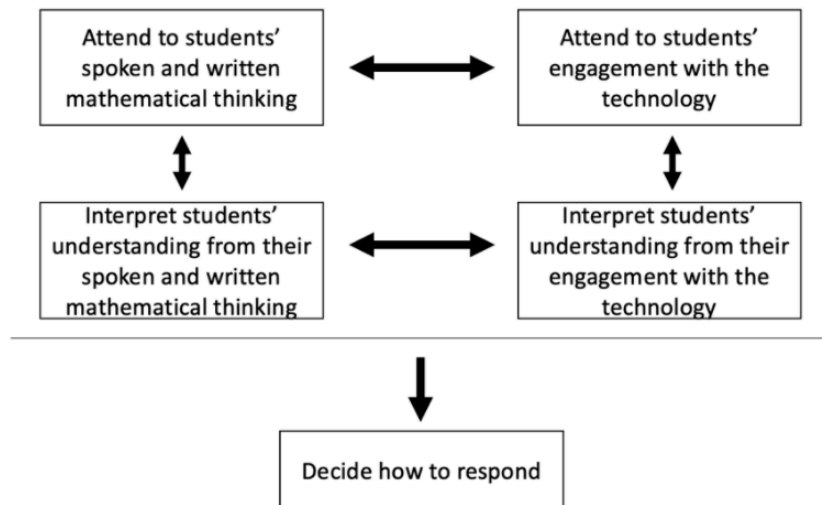 Attend to students’
spoken and written
mathematical thinking
Attend to students’
engagement with the
technology
Interpret students’
understanding from their
spoken and written
mathematical thinking
Interpret students’
understanding from their
engagement with the
technology
Decide how to respond